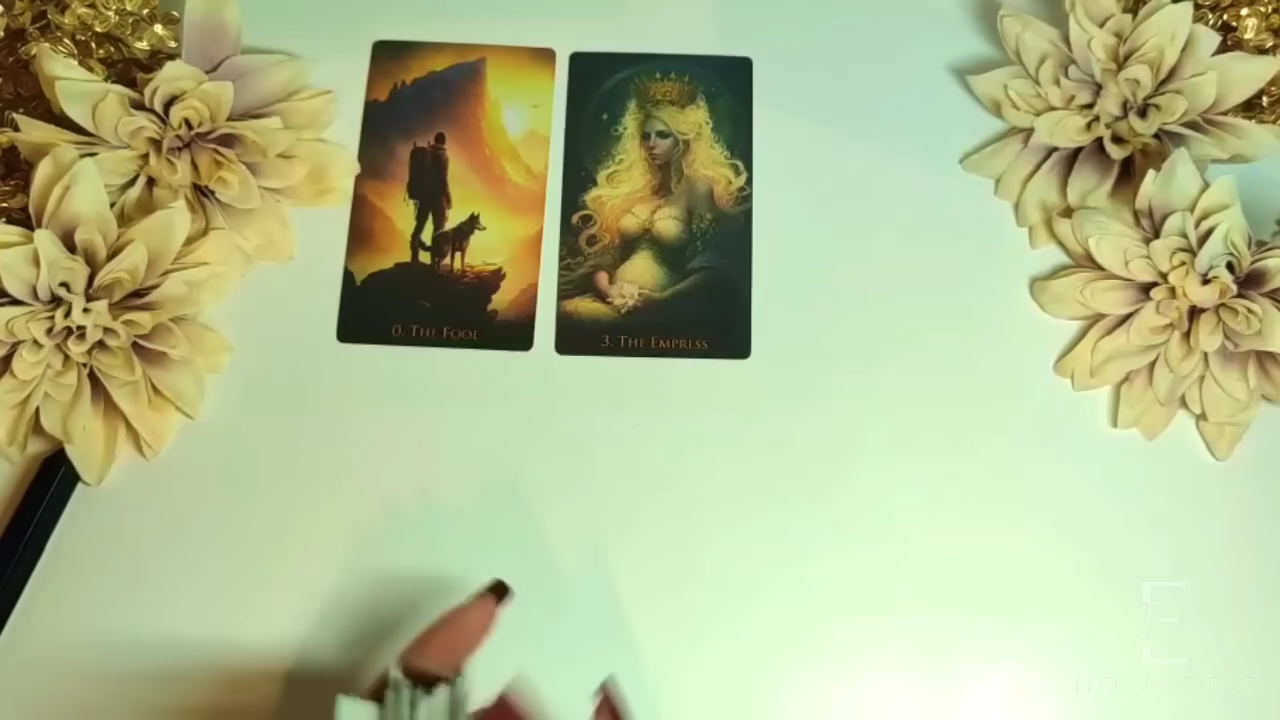 0. THE FOOL
3. THE EMPRESS
E